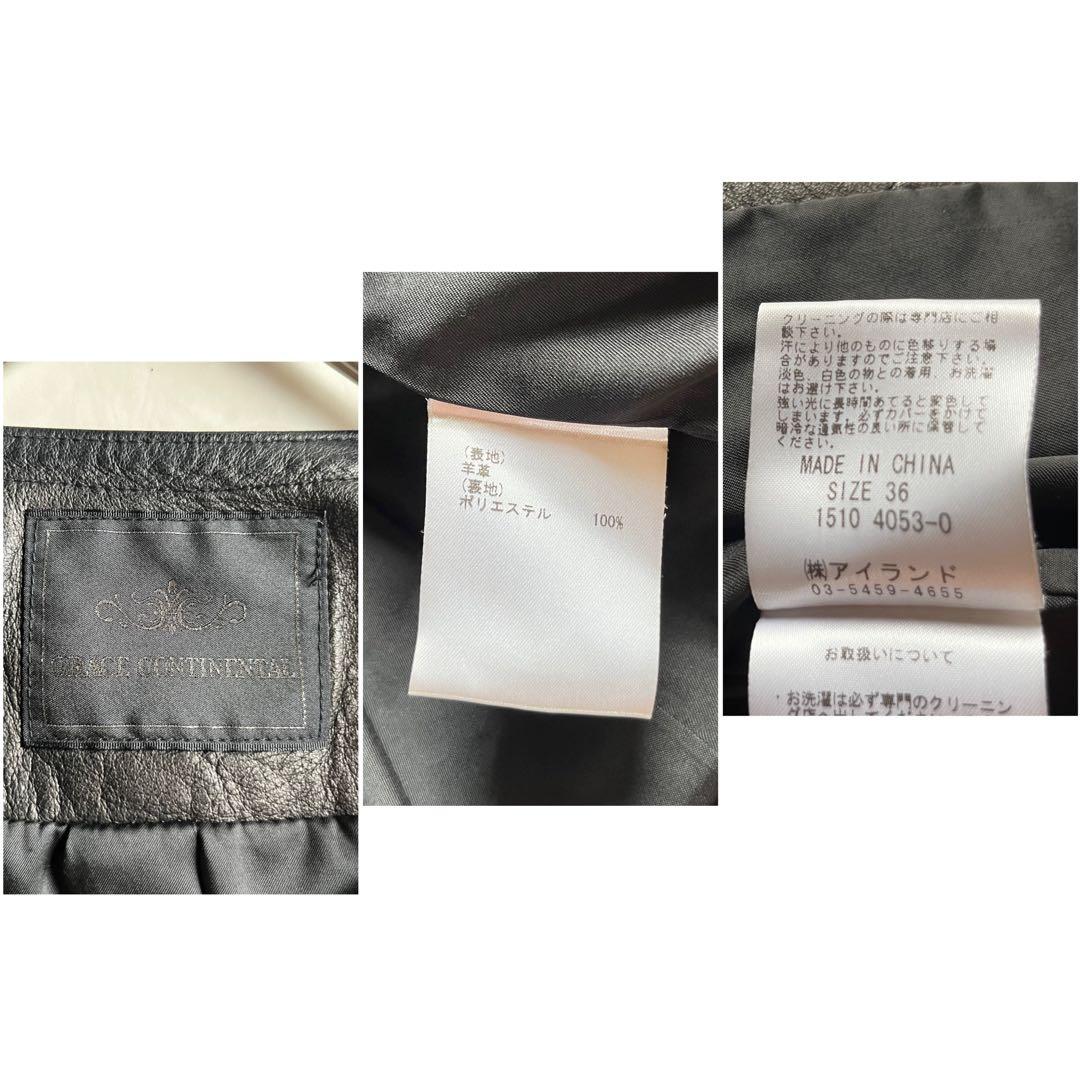 GRACE CONTINENTAL
(表地)
羊革
(裏地)
ポリエステル 100%
クリーニングの際は専門店にご相
談下さい。
汗により他のものに色移りする場
合がありますのでご注意下さい。
淡色、白色の物との着用、お洗濯
はお避け下さい。
強い光に長時間あてると変色して
しまいます。必ずカバーをかけて
暗冷な通気性の良い所に保管して
ください。
MADE IN CHINA
SIZE 36
1510 4053-0
㈱アイランド
03-5459-4655
お取扱いについて
・お洗濯は必ず専門のクリーニン